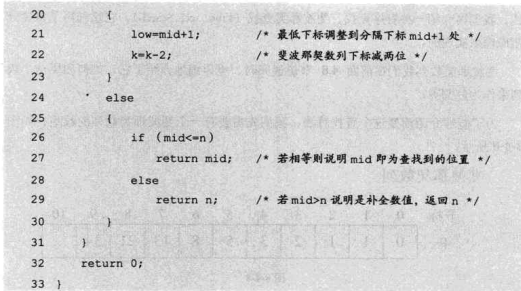 20 {
21 low=mid+1; /* 最低下标调整到分隔下标 mid+1 处 */
22 k=k-2; /* 斐波那契数列下标减两位 */
23 }
24 else
25 {
26 if (mid<=n)
27 return mid; /* 若相等则说明 mid 即为查找到的位置 */
28 else
29 return n; /* 若mid>n 说明是补全数值，返回n */
30 }
31 }
32 return 0;
33 }